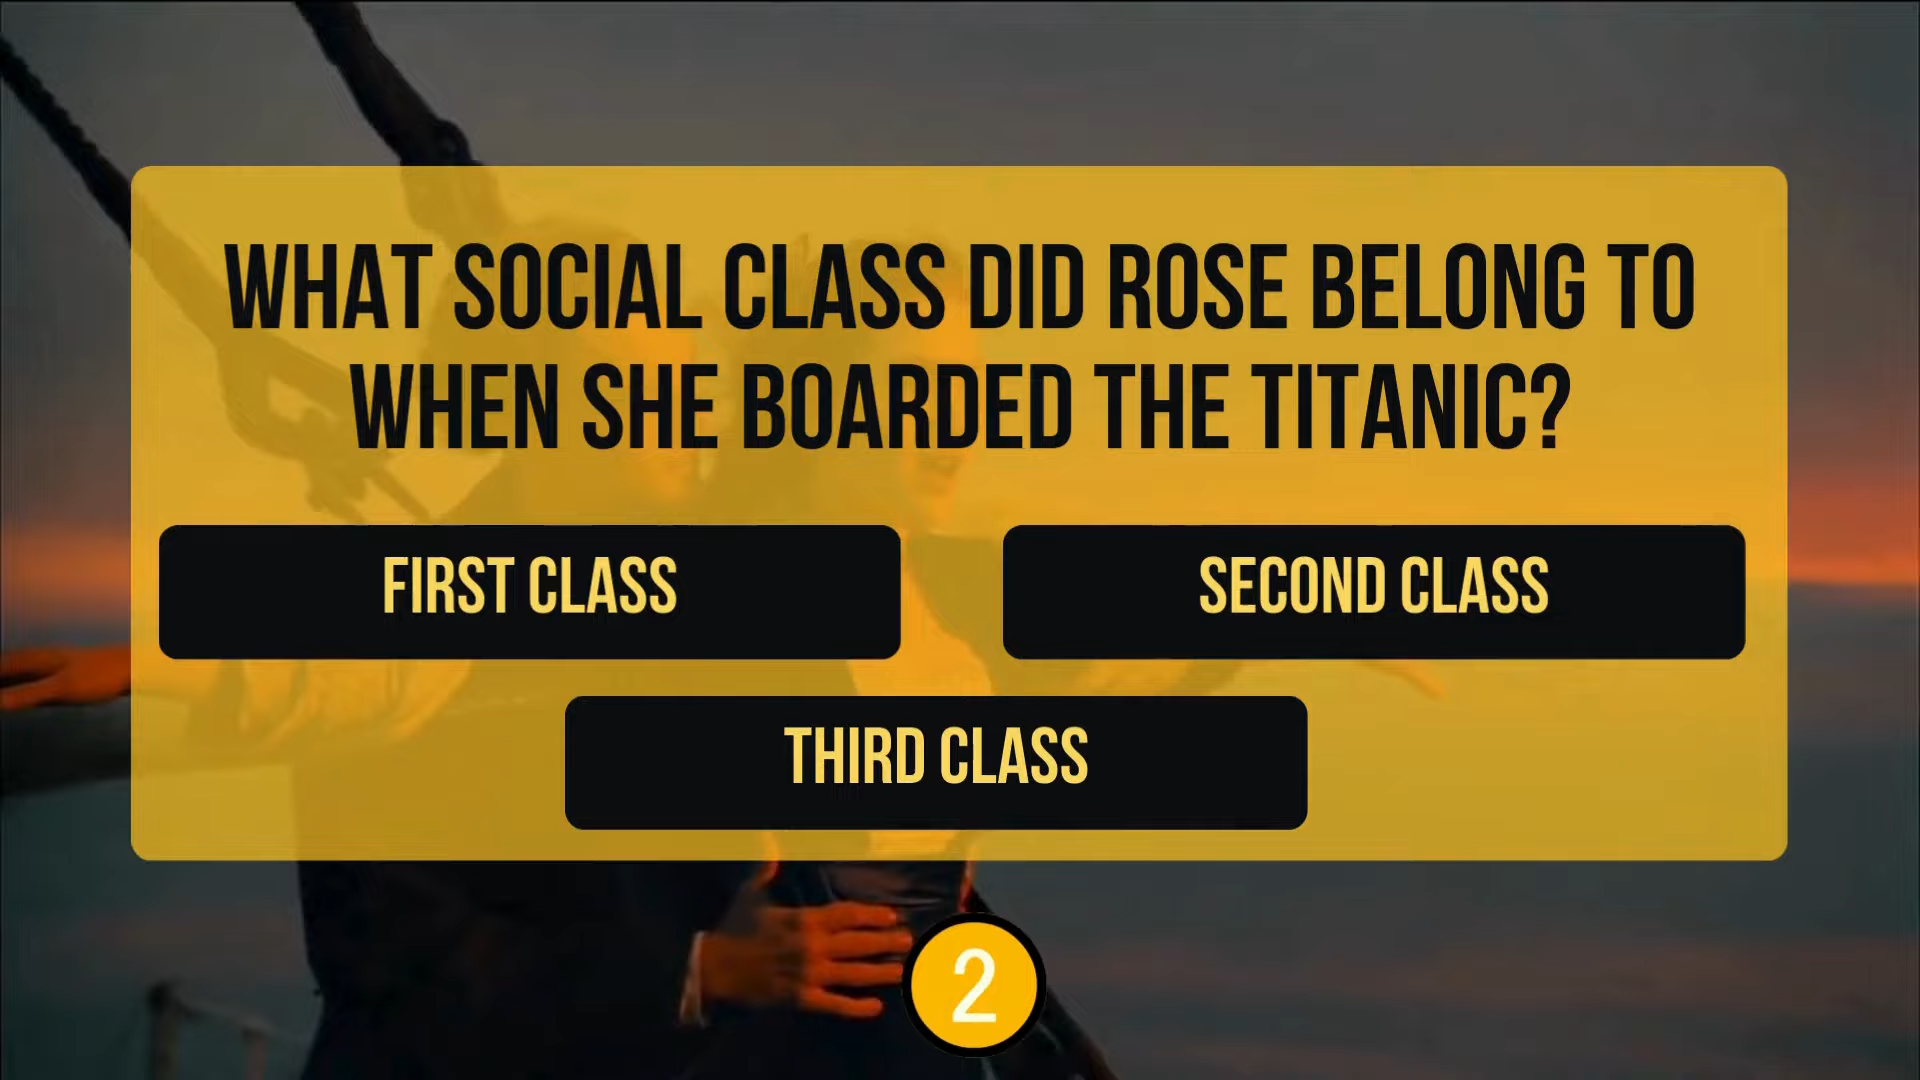 WHAT SOCIAL CLASS DID ROSE BELONG TO
WHEN SHE BOARDED THE TITANIC?
FIRST CLASS
SECOND CLASS
THIRD CLASS
2